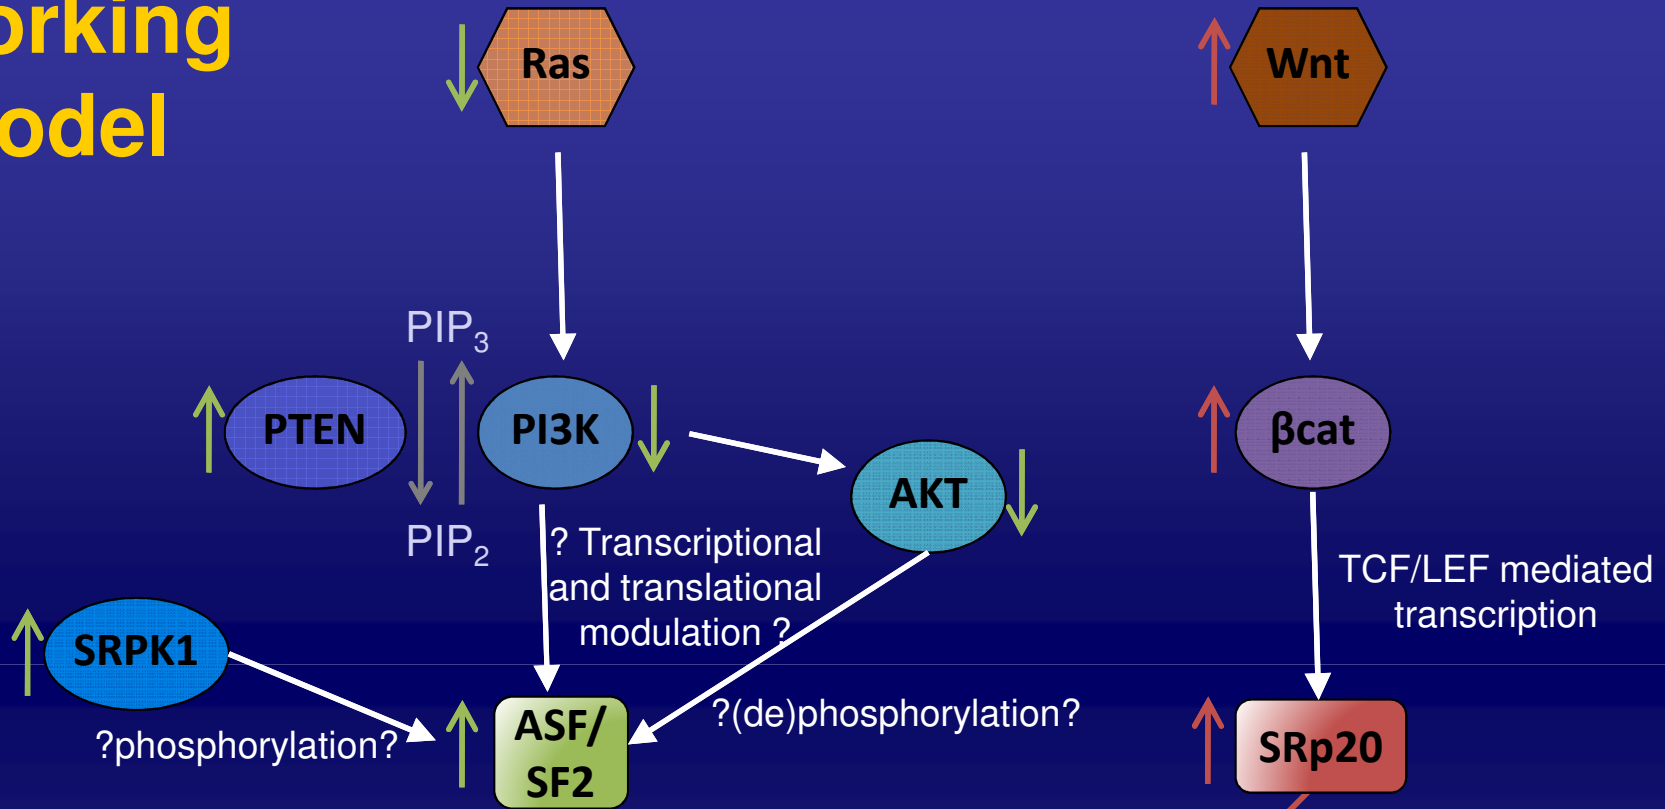 orking
odel
Ras
Wnt
PIP3
PTEN
PI3K
βcat
AKT
PIP2
? Transcriptional
and translational
modulation ?
TCF/LEF mediated
transcription
SRPK1
?phosphorylation?
ASF/
SF2
?(de)phosphorylation?
SRp20